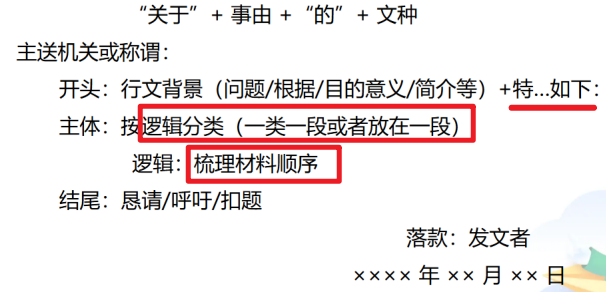 “关于”+ 事由 +“的”+ 文种
主送机关或称谓：
开头：行文背景（问题/根据/目的意义/简介等）+特…如下：
主体：按逻辑分类（一类一段或者放在一段）
逻辑：梳理材料顺序
结尾：恳请/呼吁/扣题
落款：发文者
×××× 年 ×× 月 ×× 日